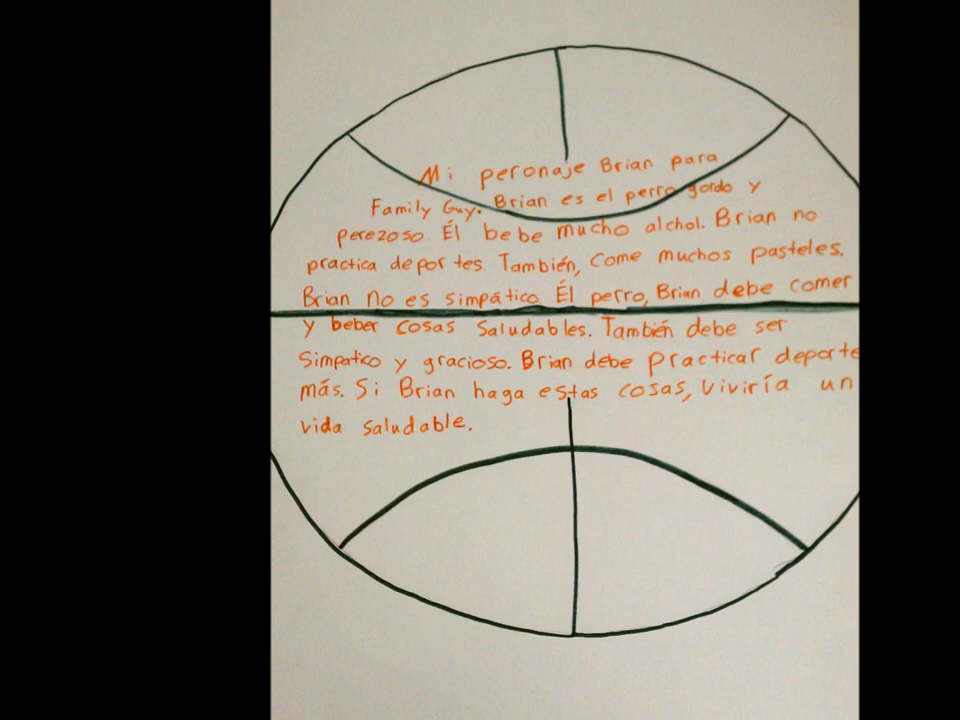 Mi peronaje Brian para
Family Guy. Brian es el perro gordo y
perezoso Él bebe mucho alchol. Brian no
practica deportes. También, Come muchos pasteles.
Brian no es simpático. Él perro, Brian debe comer
y beber cosas saludables. También debe ser
Simpatico y gracioso. Brian debe practicar deporte
más. Si Brian haga estas cosas, viviría un
vida saludable.